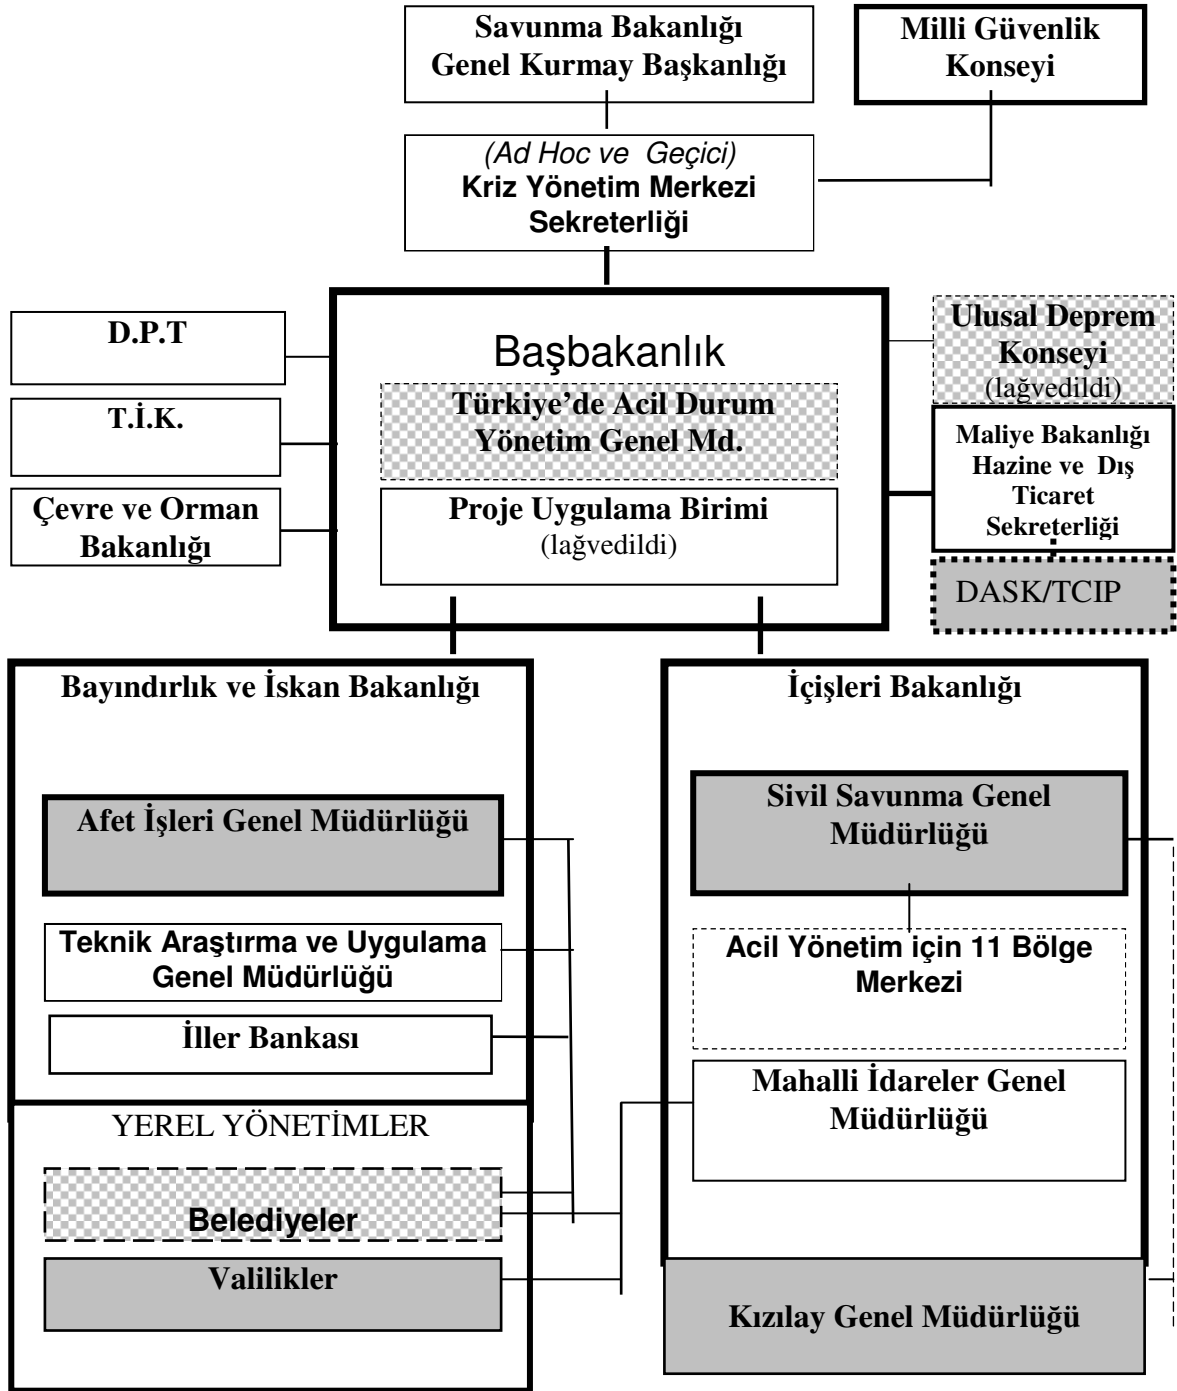 Savunma Bakanlığı
Genel Kurmay Başkanlığı
Milli Güvenlik
Konseyi
(Ad Hoc ve Geçici)
Kriz Yönetim Merkezi
Sekreterliği
D.P.T
T.İ.K.
Çevre ve Orman
Bakanlığı
Başbakanlık
Türkiye’de Acil Durum
Yönetim Genel Md.
Proje Uygulama Birimi
(lağvedildi)
Ulusal Deprem
Konseyi
(lağvedildi)
Maliye Bakanlığı
Hazine ve Dış
Ticaret
Sekreterliği
DASK/TCIP
Bayındırlık ve İskan Bakanlığı
Afet İşleri Genel Müdürlüğü
Teknik Araştırma ve Uygulama
Genel Müdürlüğü
İller Bankası
YEREL YÖNETİMLER
Belediyeler
Valilikler
İçişleri Bakanlığı
Sivil Savunma Genel
Müdürlüğü
Acil Yönetim için 11 Bölge
Merkezi
Mahalli İdareler Genel
Müdürlüğü
Kızılay Genel Müdürlüğü